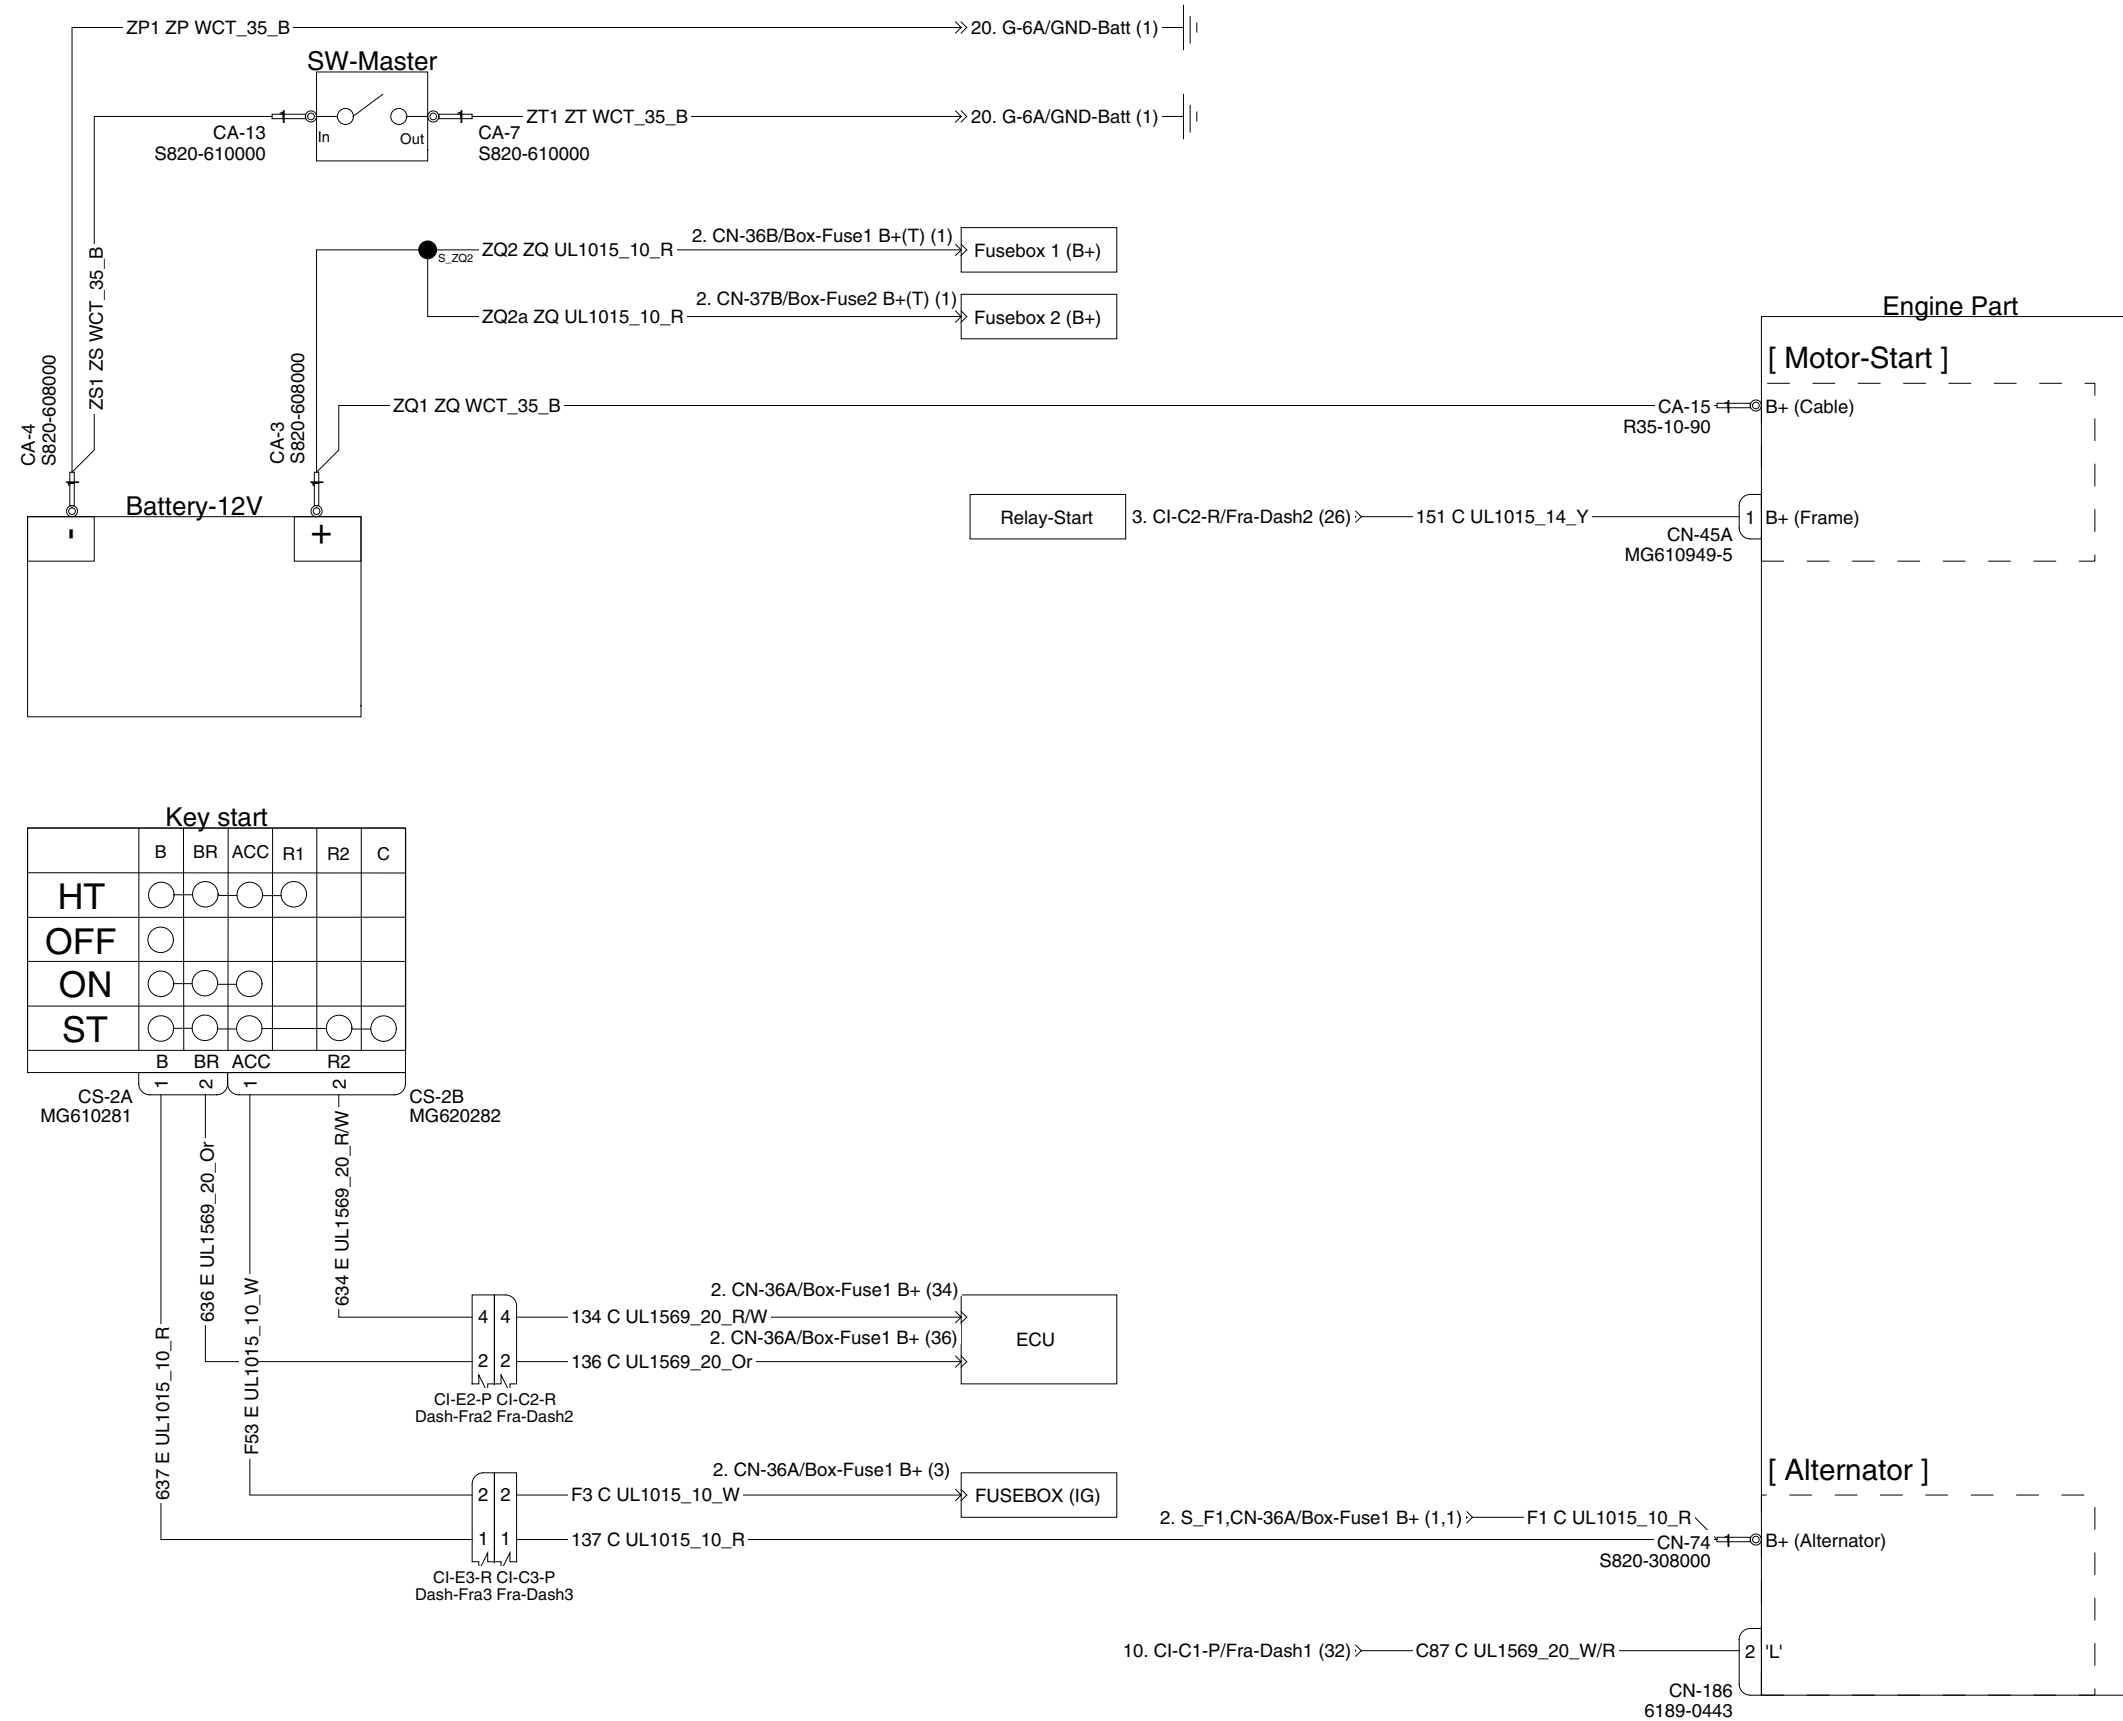 ZP1 ZP WCT_35_B
20. G-6A/GND-Batt (1)
SW-Master
1
In
Out
1
CA-13
S820-610000
CA-7
S820-610000
ZT1 ZT WCT_35_B
20. G-6A/GND-Batt (1)
ZS1 ZS WCT_35_B
S_ZQ2
ZQ2 ZQ UL1015_10_R
2. CN-36B/Box-Fuse1 B+(T) (1)
Fusebox 1 (B+)
ZQ2a ZQ UL1015_10_R
2. CN-37B/Box-Fuse2 B+(T) (1)
Fusebox 2 (B+)
Engine Part
[ Motor-Start ]
CA-4
S820-608000
CA-3
S820-608000
ZQ1 ZQ WCT_35_B
CA-15
R35-10-90
1
B+ (Cable)
1
1
Battery-12V
-
+
Relay-Start
3. CI-C2-R/Fra-Dash2 (26)
151 C UL1015_14_Y
1
B+ (Frame)
CN-45A
MG610949-5
Key start
B BR ACC R1 R2 C
HT
OFF
ON
ST
B BR ACC R2
1 2 1 2
CS-2A
MG610281
CS-2B
MG620282
637 E UL1015_10_R
636 E UL1569_20_Or
F53 E UL1015_10_W
634 E UL1569_20_R/W
2. CN-36A/Box-Fuse1 B+ (34)
4 4
134 C UL1569_20_R/W
2. CN-36A/Box-Fuse1 B+ (36)
ECU
2 2
136 C UL1569_20_Or
CI-E2-P CI-C2-R
Dash-Fra2 Fra-Dash2
2. CN-36A/Box-Fuse1 B+ (3)
2 2
F3 C UL1015_10_W
FUSEBOX (IG)
1 1
137 C UL1015_10_R
CI-E3-R CI-C3-P
Dash-Fra3 Fra-Dash3
[ Alternator ]
2. S_F1,CN-36A/Box-Fuse1 B+ (1,1)
F1 C UL1015_10_R
CN-74
S820-308000
1
B+ (Alternator)
10. CI-C1-P/Fra-Dash1 (32)
C87 C UL1569_20_W/R
2
'L'
CN-186
6189-0443